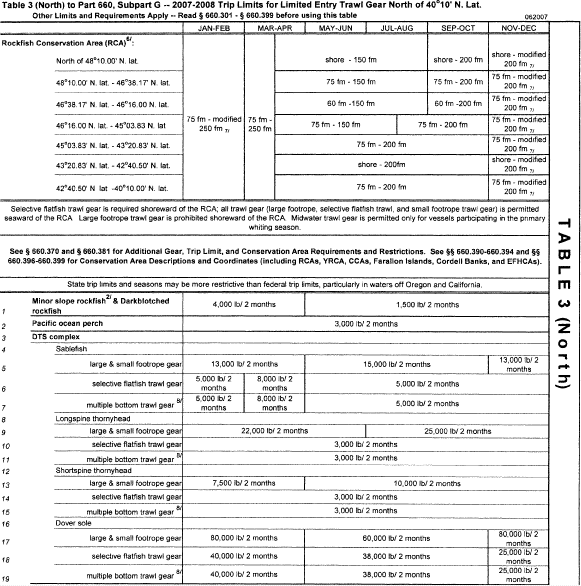 Table 3 (North) to Part 660, Subpart G -- 2007-2008 Trip Limits for Limited Entry Trawl Gear North of 40°10' N. Lat.
Other Limits and Requirements Apply -- Read § 660.301 - § 660.399 before using this table 062007
JAN-FEB MAR-APR MAY-JUN JUL-AUG SEP-OCT NOV-DEC
Rockfish Conservation Area (RCA)6/:
North of 48°10.00' N. lat. shore - 150 fm shore - 200 fm shore - modified 200 fm 7/
48°10.00' N. lat. - 46°38.17' N. lat. 75 fm - 150 fm 75 fm - 200 fm 75 fm - modified 200 fm 7/
46°38.17' N. lat. - 46°16.00 N. lat. 60 fm -150 fm 60 fm -200 fm 75 fm - modified 200 fm 7/
46°16.00 N. lat. - 45°03.83 N. lat 75 fm - modified 250 fm 7/ 75 fm - 250 fm 75 fm - 150 fm 75 fm - 200 fm 75 fm - modified 200 fm 7/
45°03.83 N. lat. - 43°20.83' N. lat. 75 fm - 200 fm 75 fm - modified 200 fm 7/
43°20.83' N. lat. - 42°40.50' N. lat. shore - 200fm shore - modified 200 fm 7/
42°40.50' N. lat -40°10.00' N. lat. 75 fm - 200 fm 75 fm - modified 200 fm 7/
Selective flatfish trawl gear is required shoreward of the RCA; all trawl gear (large footrope, selective flatfish trawl, and small footrope trawl gear) is permitted
seaward of the RCA. Large footrope trawl gear is prohibited shoreward of the RCA. Midwater trawl gear is permitted only for vessels participating in the primary
whiting season.
See § 660.370 and § 660.381 for Additional Gear, Trip Limit, and Conservation Area Requirements and Restrictions. See §§ 660.390-660.394 and §§
660.396-660.399 for Conservation Area Descriptions and Coordinates (including RCAs, YRCA, CCAs, Farallon Islands, Cordell Banks, and EFHCAs).
State trip limits and seasons may be more restrictive than federal trip limits, particularly in waters off Oregon and California.
1 Minor slope rockfish2/ & Darkblotched rockfish 4,000 lb/ 2 months 1,500 lb/ 2 months
2 Pacific ocean perch 3,000 lb/ 2 months
3 DTS complex
4 Sablefish
5 large & small footrope gear 13,000 lb/ 2 months 15,000 lb/ 2 months 13,000 lb/ 2 months
6 selective flatfish trawl gear 5,000 lb/ 2 months 8,000 lb/ 2 months 5,000 lb/ 2 months
7 multiple bottom trawl gear 8/ 5,000 lb/ 2 months 8,000 lb/ 2 months 5,000 lb/ 2 months
8 Longspine thornyhead
9 large & small footrope gear 22,000 lb/ 2 months 25,000 lb/ 2 months
10 selective flatfish trawl gear 3,000 lb/ 2 months
11 multiple bottom trawl gear 8/ 3,000 lb/ 2 months
12 Shortspine thornyhead
13 large & small footrope gear 7,500 lb/ 2 months 10,000 lb/ 2 months
14 selective flatfish trawl gear 3,000 lb/ 2 months
15 multiple bottom trawl gear 8/ 3,000 lb/ 2 months
16 Dover sole
17 large & small footrope gear 80,000 lb/ 2 months 60,000 lb/ 2 months 80,000 lb/ 2 months
18 selective flatfish trawl gear 40,000 lb/ 2 months 38,000 lb/ 2 months 25,000 lb/ 2 months
19 multiple bottom trawl gear 8/ 40,000 lb/ 2 months 38,000 lb/ 2 months 25,000 lb/ 2 months
TABLE 3 (North)